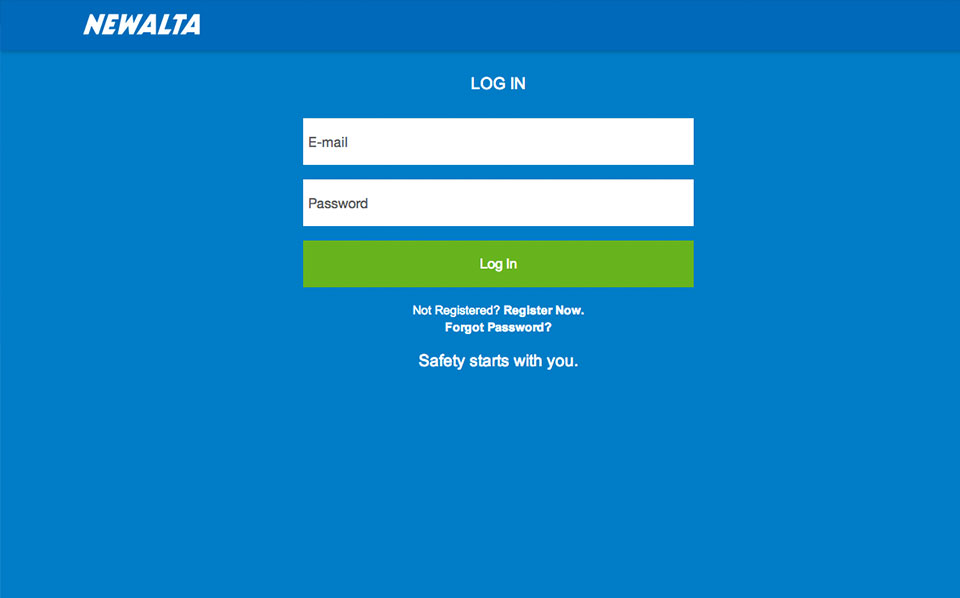 NEWALTA
LOG IN
E-mail
Password
Log In
Not Registered? Register Now.
Forgot Password?
Safety starts with you.